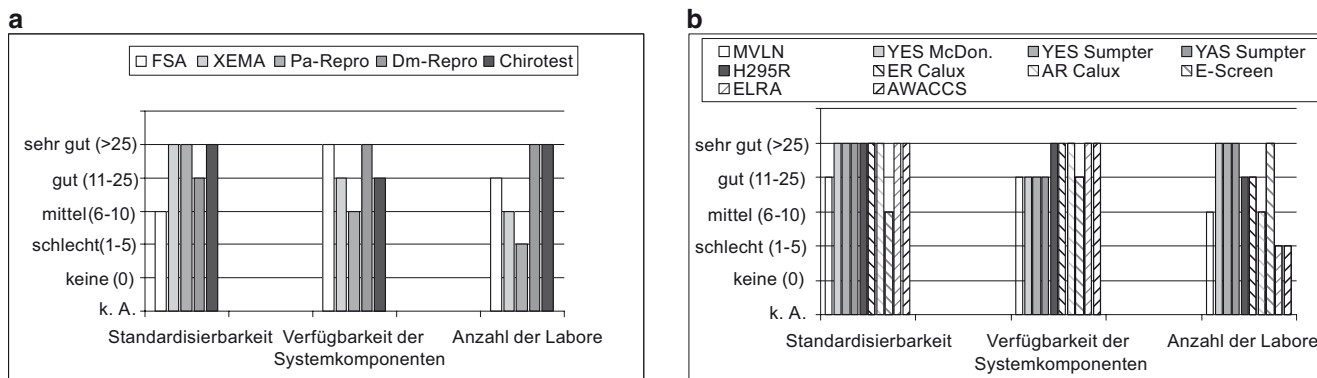 a
FSA XEMA Pa-Repro Dm-Repro Chirotest
sehr gut (>25)
gut (11-25)
mittel(6-10)
schlecht(1-5)
keine (0)
k. A.
Standardisierbarkeit Verfügbarkeit der Systemkomponenten Anzahl der Labore
b
MVLN YES McDon. YES Sumpter YAS Sumpter
H295R ER Calux AR Calux E-Screen
ELRA AWACCS
sehr gut (>25)
gut (11-25)
mittel (6-10)
schlecht (1-5)
keine (0)
k. A.
Standardisierbarkeit Verfügbarkeit der Systemkomponenten Anzahl der Labore